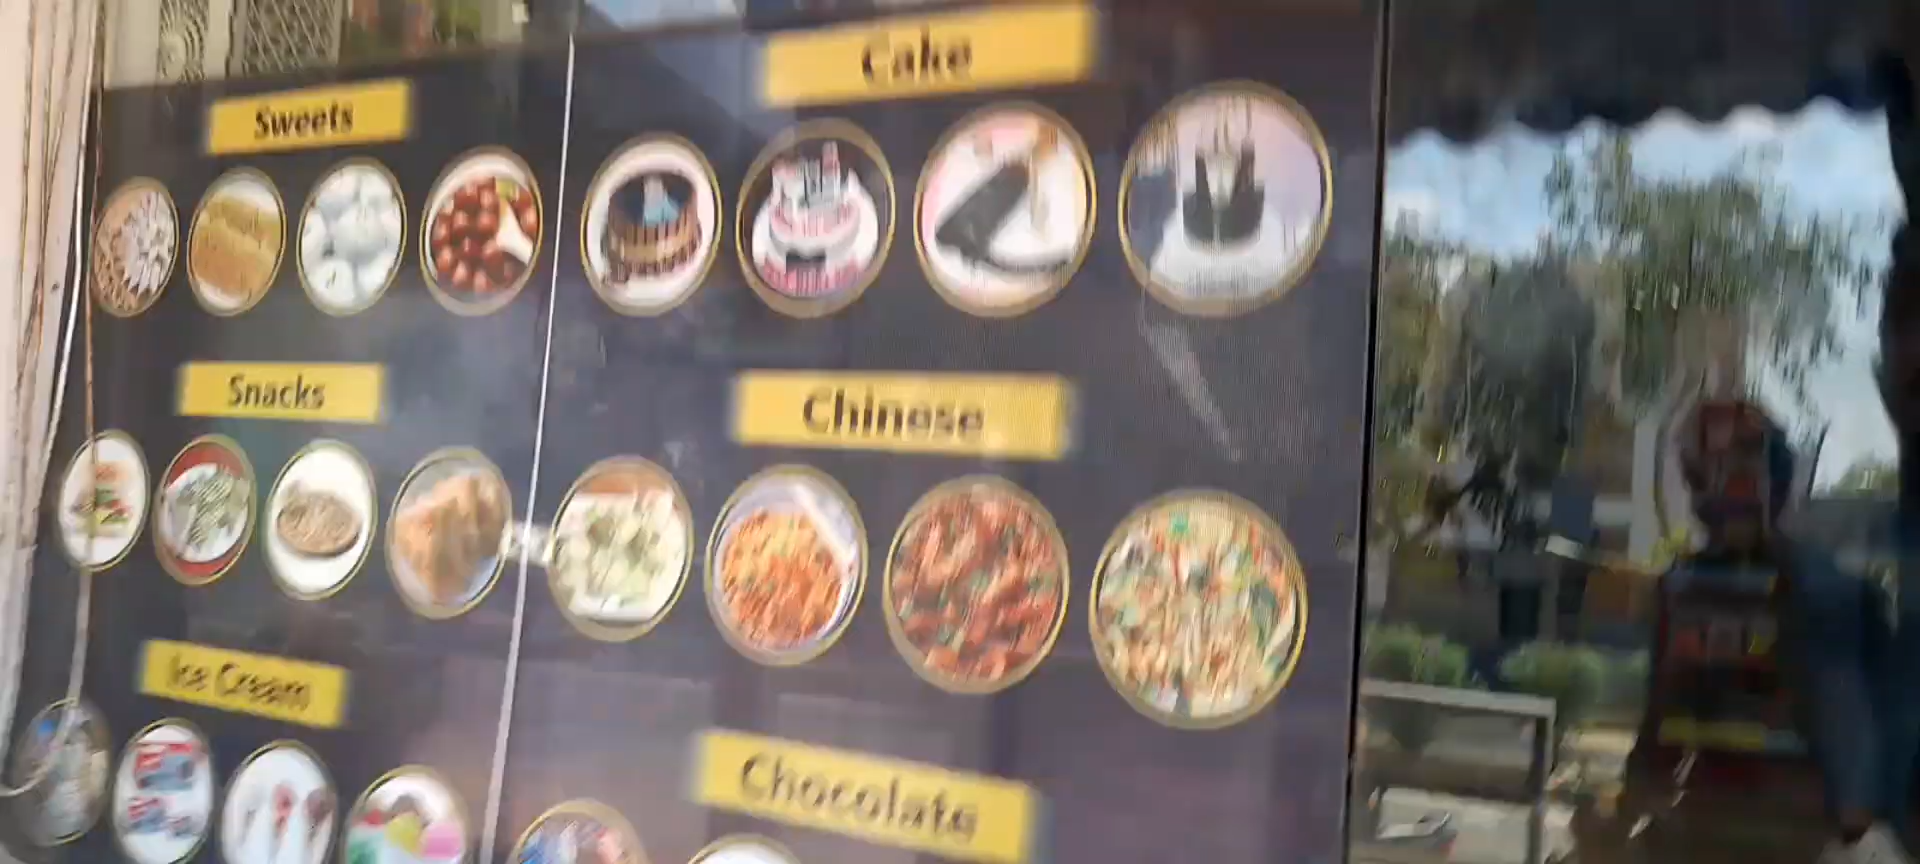 Sweets
Cake
Snacks
Chinese
Ice Cream
Chocolate